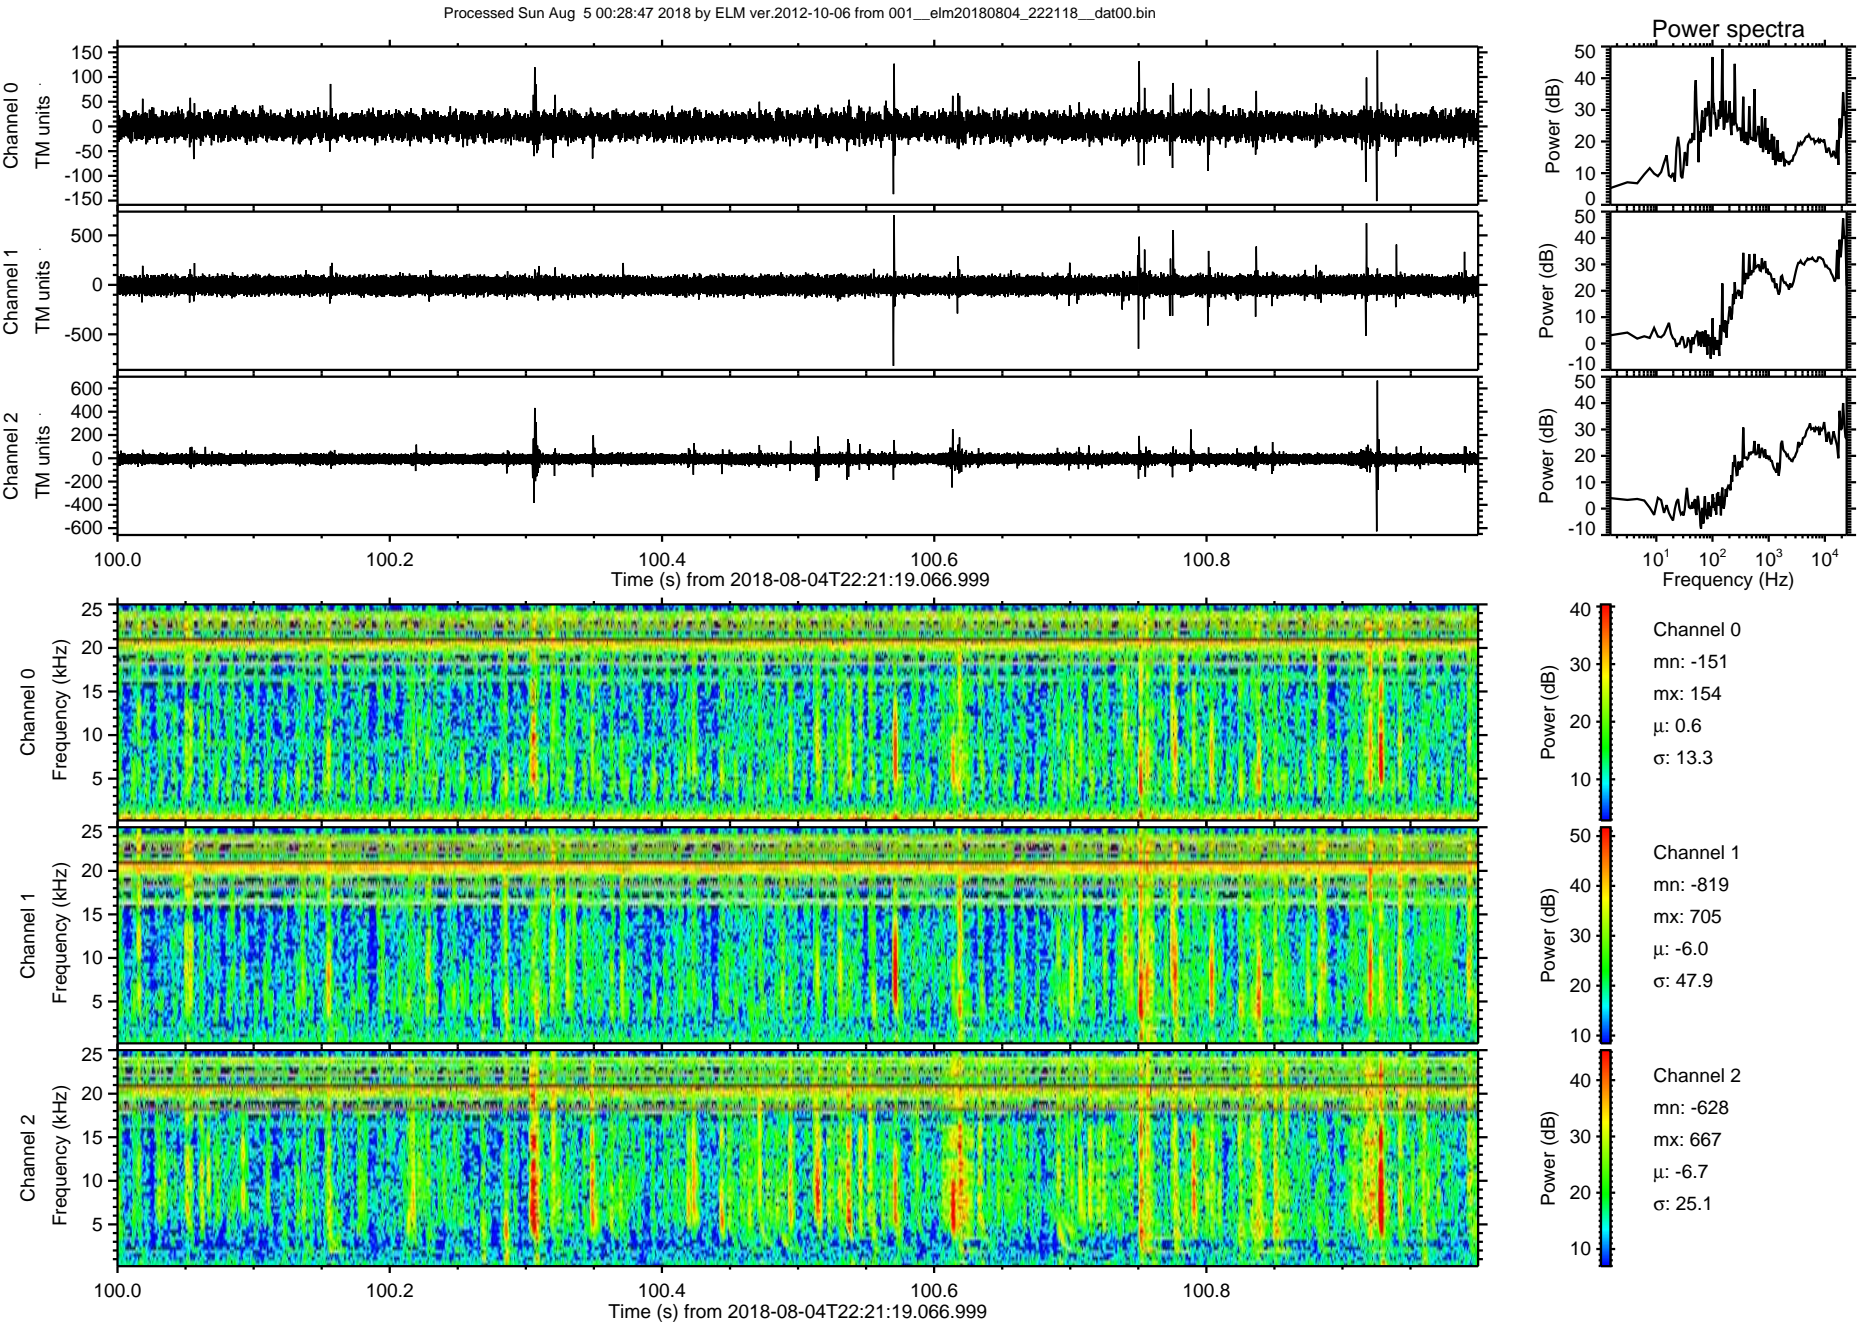 Processed Sun Aug  5 00:28:47 2018 by ELM ver.2012-10-06 from 001__elm20180804_222118__dat00.bin
Power spectra
Channel 0
TM units
150
100
50
0
-50
-100
-150
Power (dB)
50
40
30
20
10
0
Channel 1
TM units
500
0
-500
Power (dB)
50
40
30
20
10
0
-10
Channel 2
TM units
600
400
200
0
-200
-400
-600
Power (dB)
50
40
30
20
10
0
-10
100.0 100.2 100.4 100.6 100.8
Time (s) from 2018-08-04T22:21:19.066.999
10¹ 10² 10³ 10⁴
Frequency (Hz)
Channel 0
Frequency (kHz)
25
20
15
10
5
Power (dB)
40
30
20
10
Channel 0
mn: -151
mx: 154
μ: 0.6
σ: 13.3
Channel 1
Frequency (kHz)
25
20
15
10
5
Power (dB)
50
40
30
20
10
Channel 1
mn: -819
mx: 705
μ: -6.0
σ: 47.9
Channel 2
Frequency (kHz)
25
20
15
10
5
Power (dB)
40
30
20
10
Channel 2
mn: -628
mx: 667
μ: -6.7
σ: 25.1
100.0 100.2 100.4 100.6 100.8
Time (s) from 2018-08-04T22:21:19.066.999